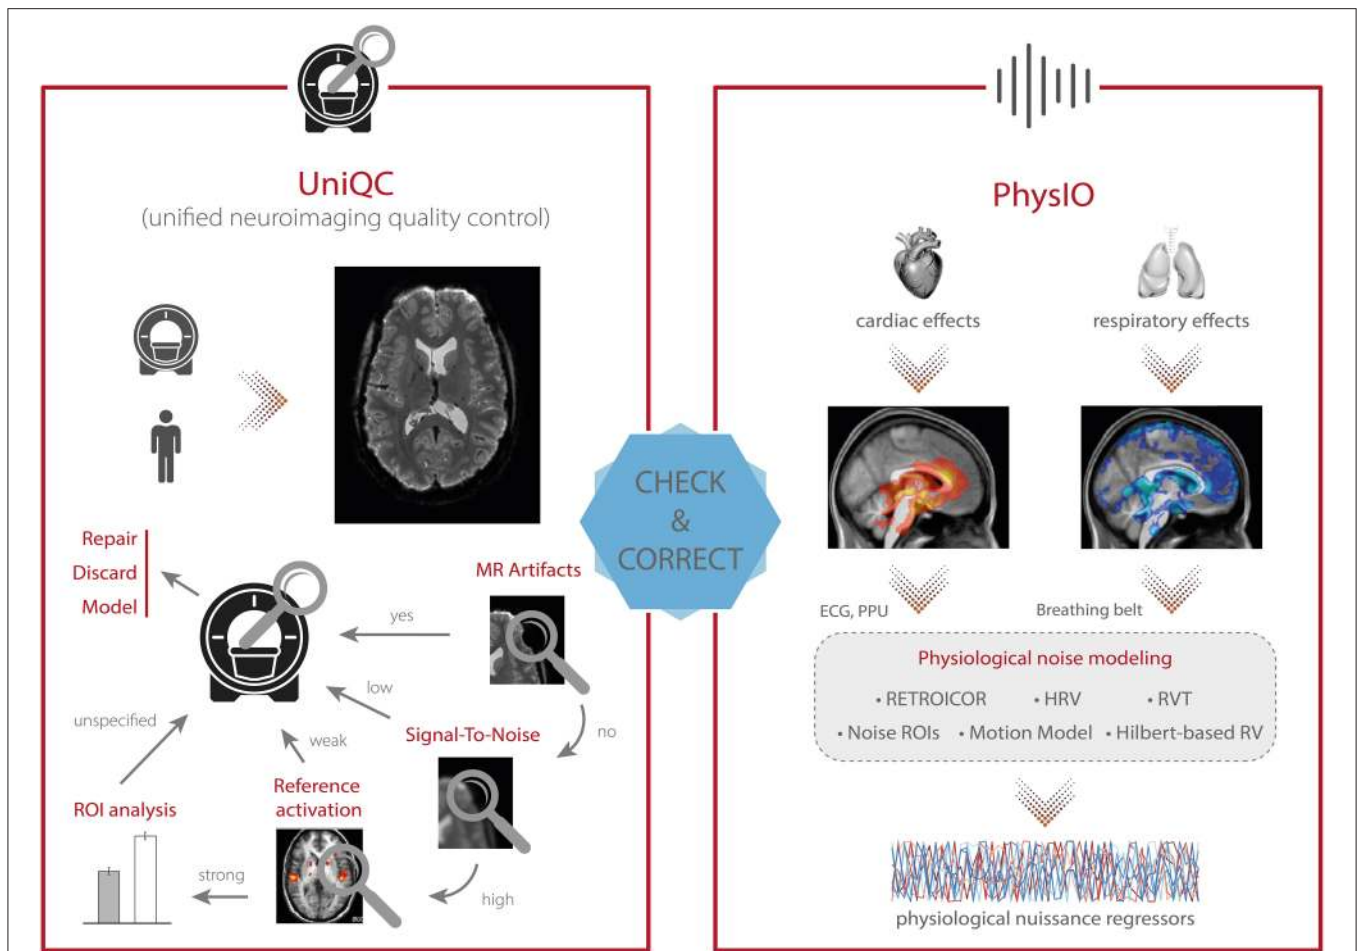 UniQC
(unified neuroimaging quality control)
Repair
Discard
Model
MR Artifacts
yes
no
low
Signal-To-Noise
unspecified
weak
Reference
activation
ROI analysis
strong
high
CHECK
&
CORRECT
PhysIO
cardiac effects
respiratory effects
ECG, PPU
Breathing belt
Physiological noise modeling
• RETROICOR • HRV • RVT
• Noise ROIs • Motion Model • Hilbert-based RV
physiological nuissance regressors